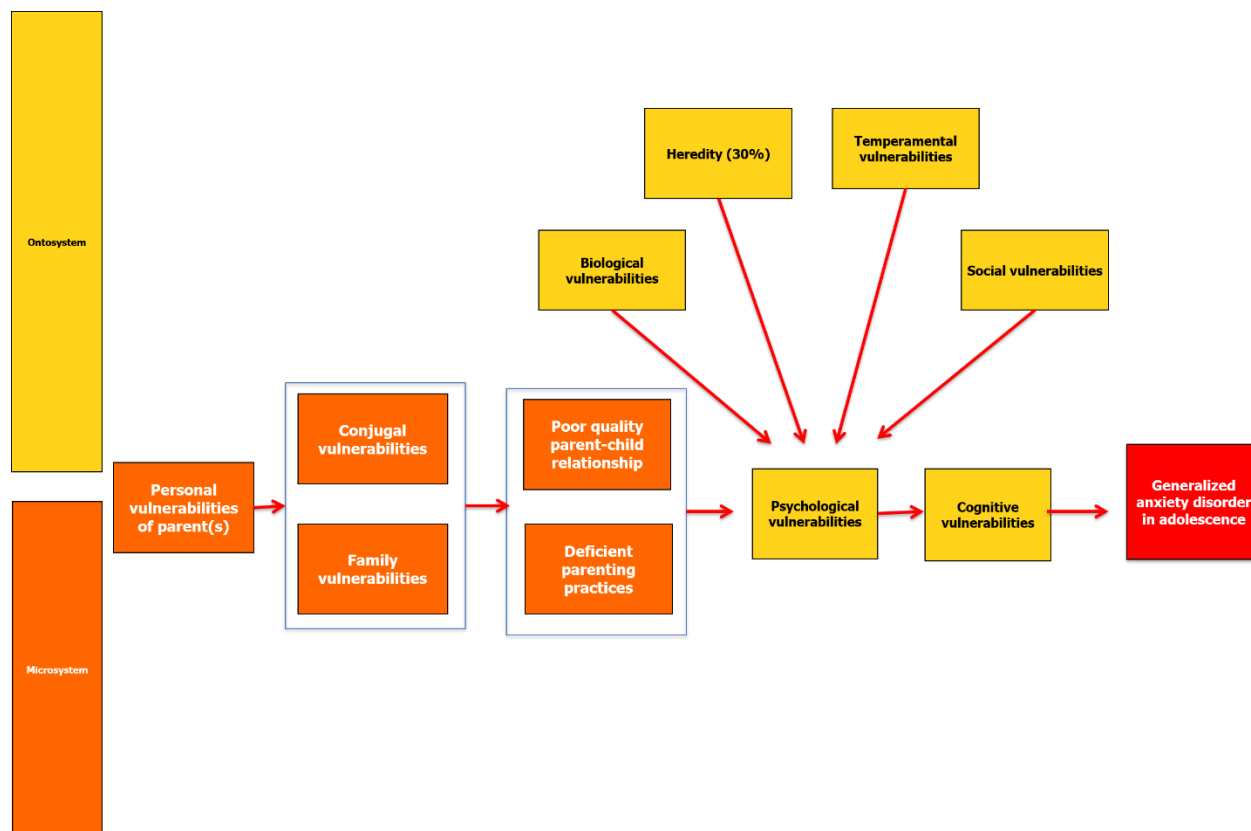 Ontosystem
Microsystem
Heredity (30%)
Temperamental
vulnerabilities
Biological
vulnerabilities
Social vulnerabilities
Personal
vulnerabilities
of parent(s)
Conjugal
vulnerabilities
Family
vulnerabilities
Poor quality
parent-child
relationship
Deficient
parenting
practices
Psychological
vulnerabilities
Cognitive
vulnerabilities
Generalized
anxiety disorder
in adolescence